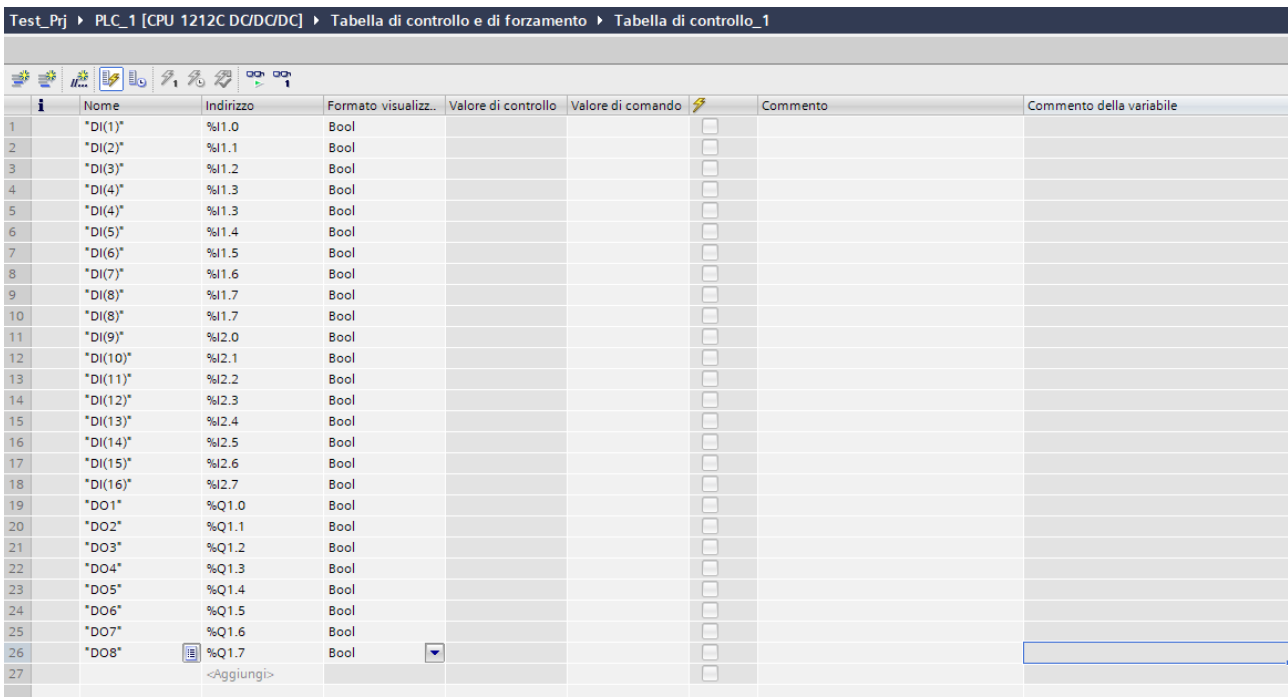 Test_Prj ▸ PLC_1 [CPU 1212C DC/DC/DC] ▸ Tabella di controllo e di forzamento ▸ Tabella di controllo_1
i Nome Indirizzo Formato visualizz.. Valore di controllo Valore di comando Commento Commento della variabile
1 "DI(1)" %I1.0 Bool
2 "DI(2)" %I1.1 Bool
3 "DI(3)" %I1.2 Bool
4 "DI(4)" %I1.3 Bool
5 "DI(4)" %I1.3 Bool
6 "DI(5)" %I1.4 Bool
7 "DI(6)" %I1.5 Bool
8 "DI(7)" %I1.6 Bool
9 "DI(8)" %I1.7 Bool
10 "DI(8)" %I1.7 Bool
11 "DI(9)" %I2.0 Bool
12 "DI(10)" %I2.1 Bool
13 "DI(11)" %I2.2 Bool
14 "DI(12)" %I2.3 Bool
15 "DI(13)" %I2.4 Bool
16 "DI(14)" %I2.5 Bool
17 "DI(15)" %I2.6 Bool
18 "DI(16)" %I2.7 Bool
19 "DO1" %Q1.0 Bool
20 "DO2" %Q1.1 Bool
21 "DO3" %Q1.2 Bool
22 "DO4" %Q1.3 Bool
23 "DO5" %Q1.4 Bool
24 "DO6" %Q1.5 Bool
25 "DO7" %Q1.6 Bool
26 "DO8" %Q1.7 Bool
27 <Aggiungi>